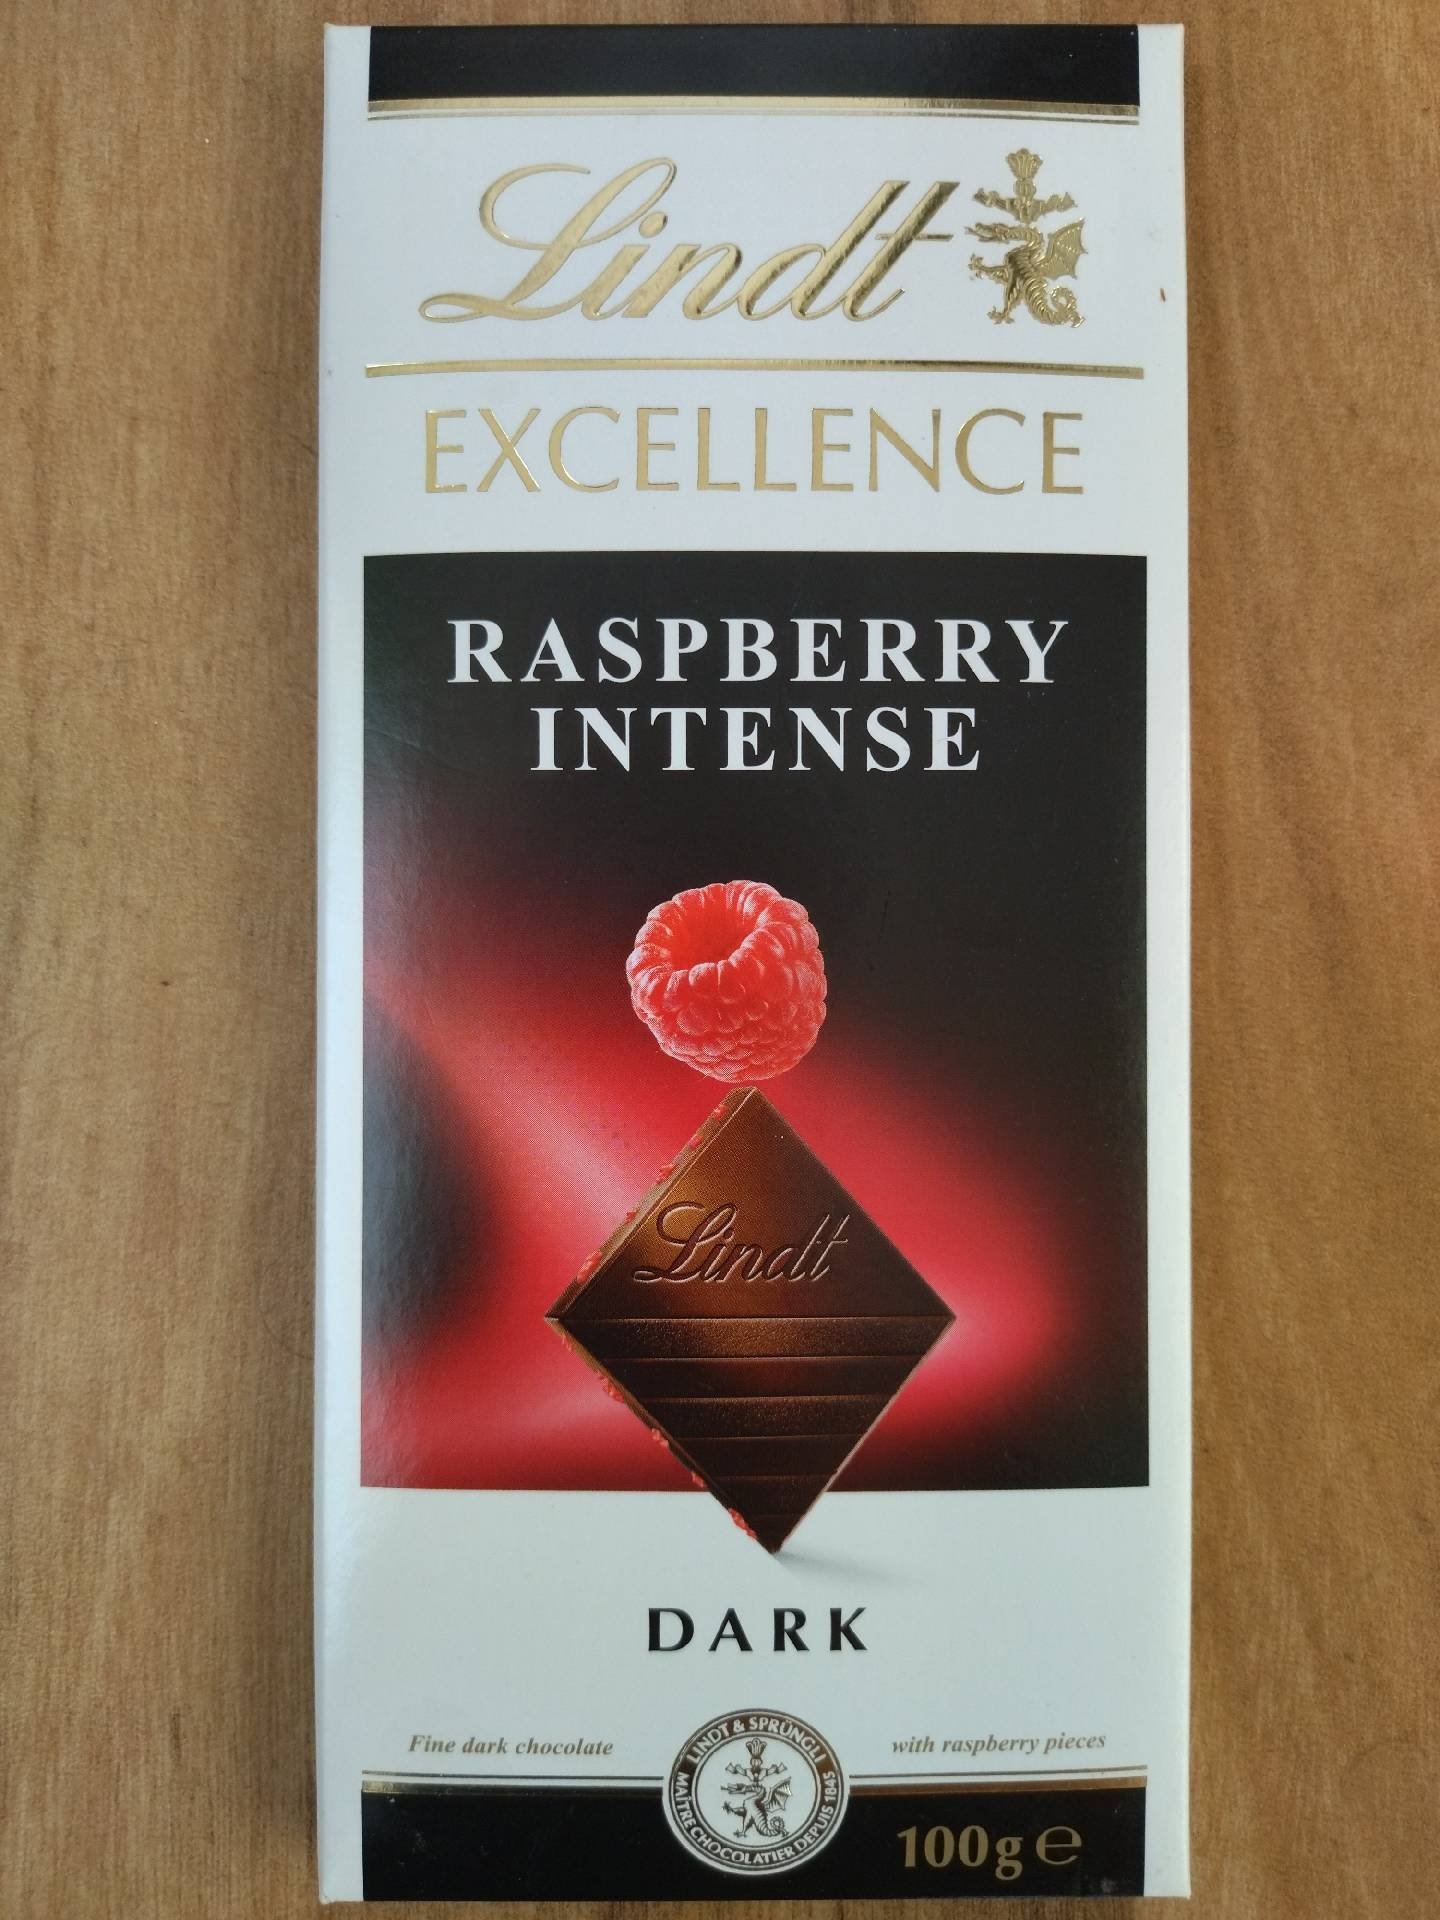 Lindt
EXCELLENCE
RASPBERRY
INTENSE
Lindt
DARK
Fine dark chocolate
with raspberry pieces
LINDT & SPRÜNGLI
MAÎTRE CHOCOLATIER DEPUIS 1845
100g ℮